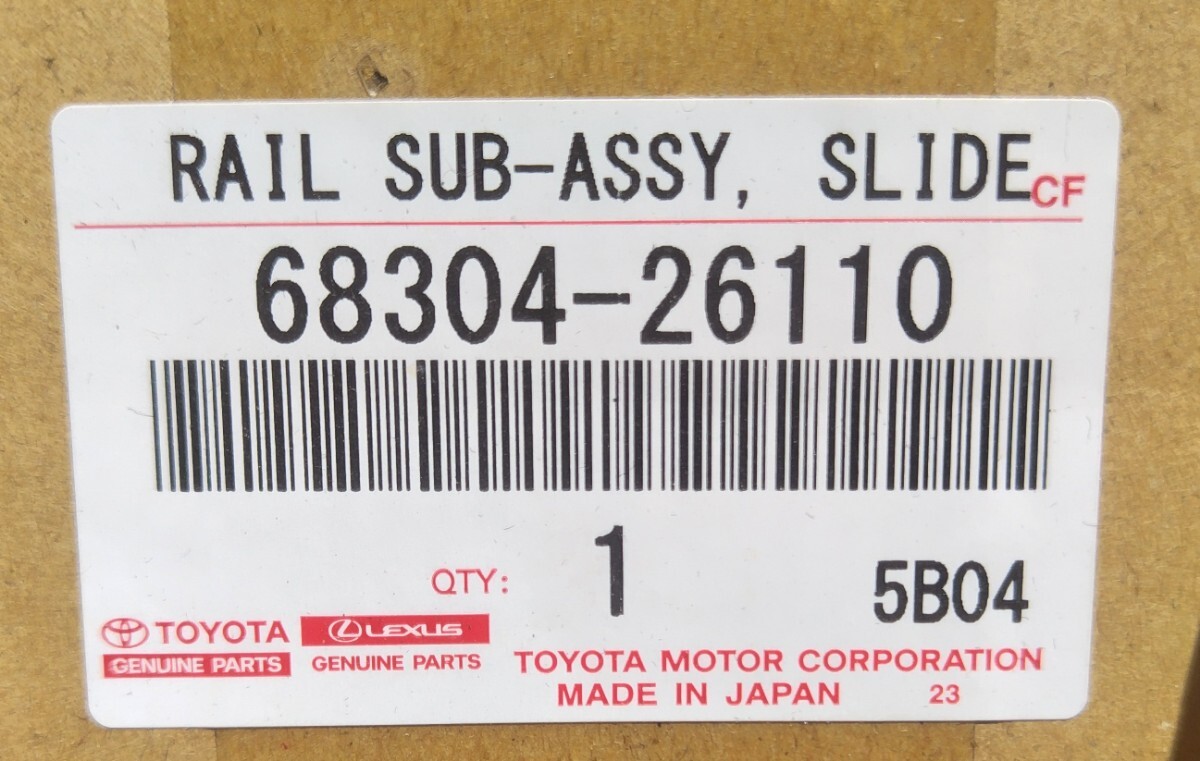 RAIL SUB-ASSY, SLIDE CF
68304-26110
QTY: 1 5B04
TOYOTA LEXUS
GENUINE PARTS GENUINE PARTS
TOYOTA MOTOR CORPORATION
MADE IN JAPAN 23